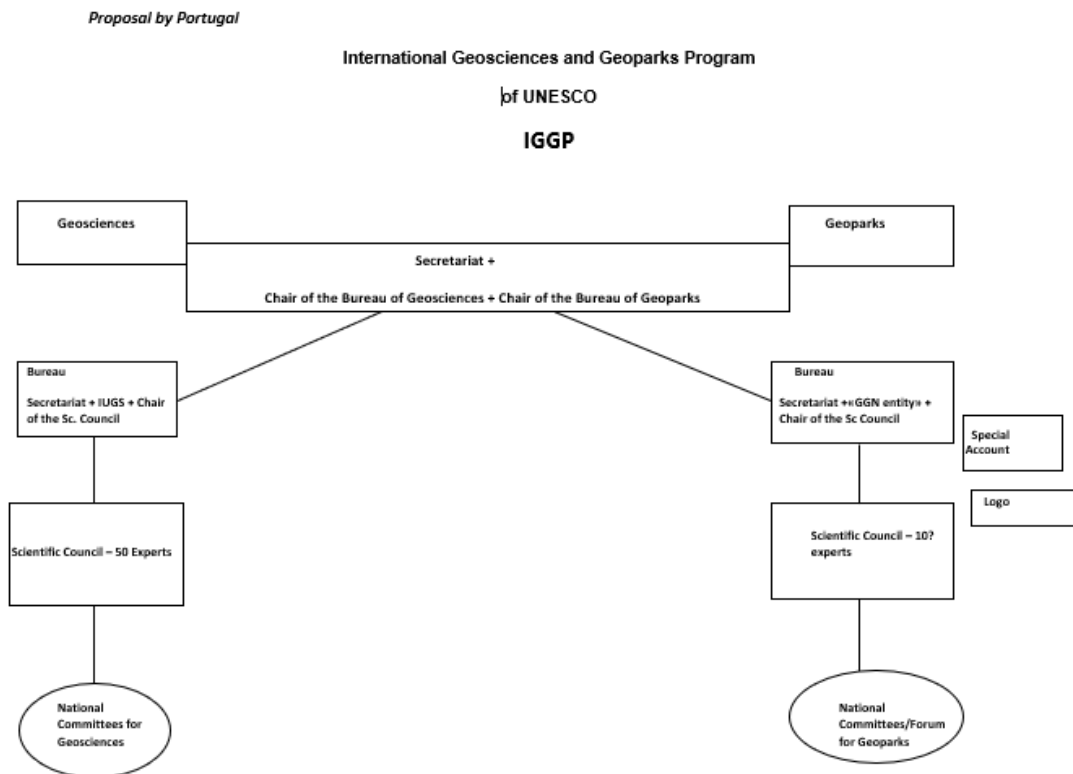 Proposal by Portugal
International Geosciences and Geoparks Program
of UNESCO
IGGP
Geosciences
Geoparks
Secretariat +
Chair of the Bureau of Geosciences + Chair of the Bureau of Geoparks
Bureau
Secretariat + IUGS + Chair
of the Sc. Council
Bureau
Secretariat +«GGN entity» +
Chair of the Sc Council
Special
Account
Logo
Scientific Council – 50 Experts
Scientific Council – 10?
experts
National
Committees for
Geosciences
National
Committees/Forum
for Geoparks